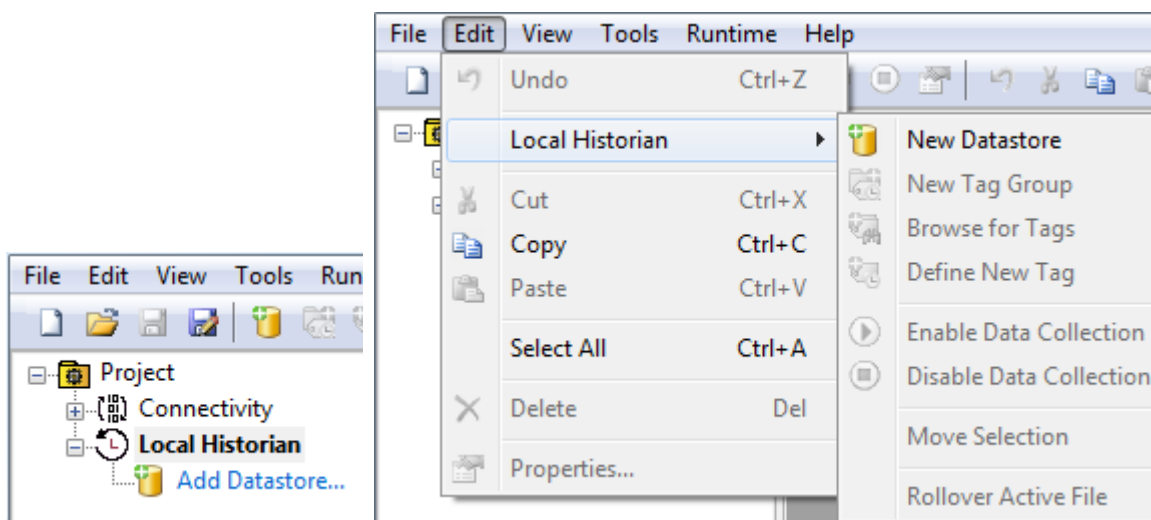 File Edit View Tools Run
Project
Connectivity
Local Historian
Add Datastore...
File Edit View Tools Runtime Help
Undo Ctrl+Z
Local Historian
Cut Ctrl+X
Copy Ctrl+C
Paste Ctrl+V
Select All Ctrl+A
Delete Del
Properties...
New Datastore
New Tag Group
Browse for Tags
Define New Tag
Enable Data Collection
Disable Data Collection
Move Selection
Rollover Active File